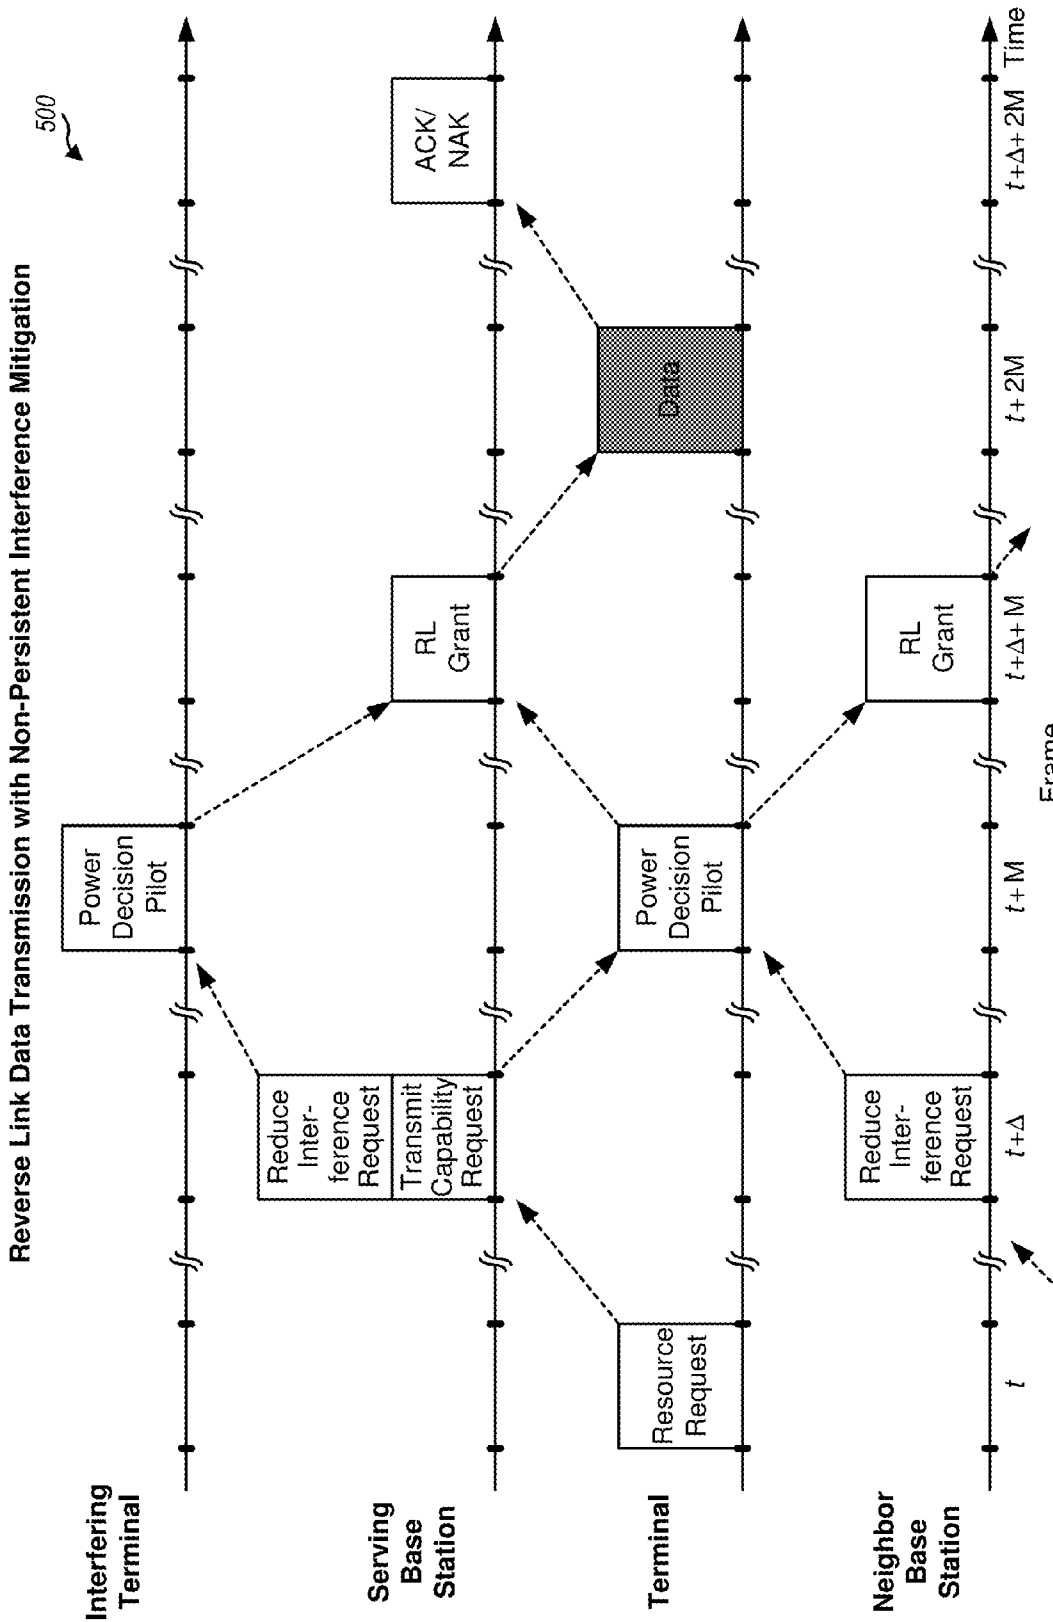 Reverse Link Data Transmission with Non-Persistent Interference Mitigation
500
Interfering
Terminal
Power
Decision
Pilot
Serving
Base
Station
Reduce
Inter-
ference
Request
Transmit
Capability
Request
RL
Grant
ACK/
NAK
Terminal
Resource
Request
Power
Decision
Pilot
Data
Neighbor
Base
Station
Reduce
Inter-
ference
Request
RL
Grant
t
t+Δ
t+M
t+Δ+M
t+2M
t+Δ+2M
Time
Frame